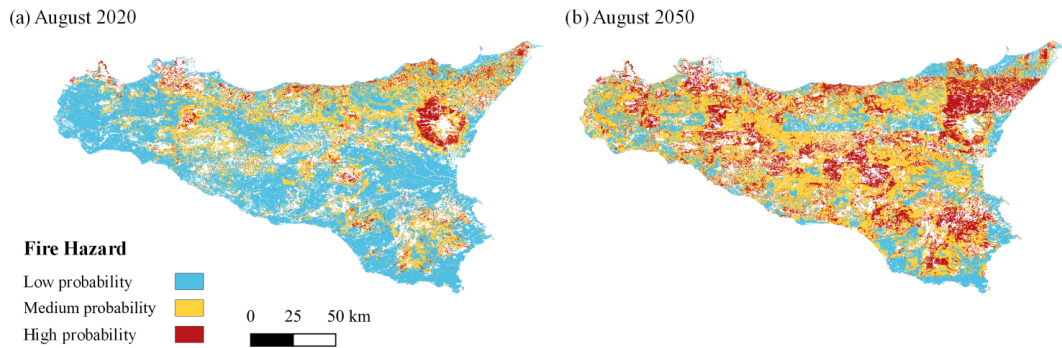 (a) August 2020
(b) August 2050
Fire Hazard
Low probability
Medium probability
High probability
0 25 50 km